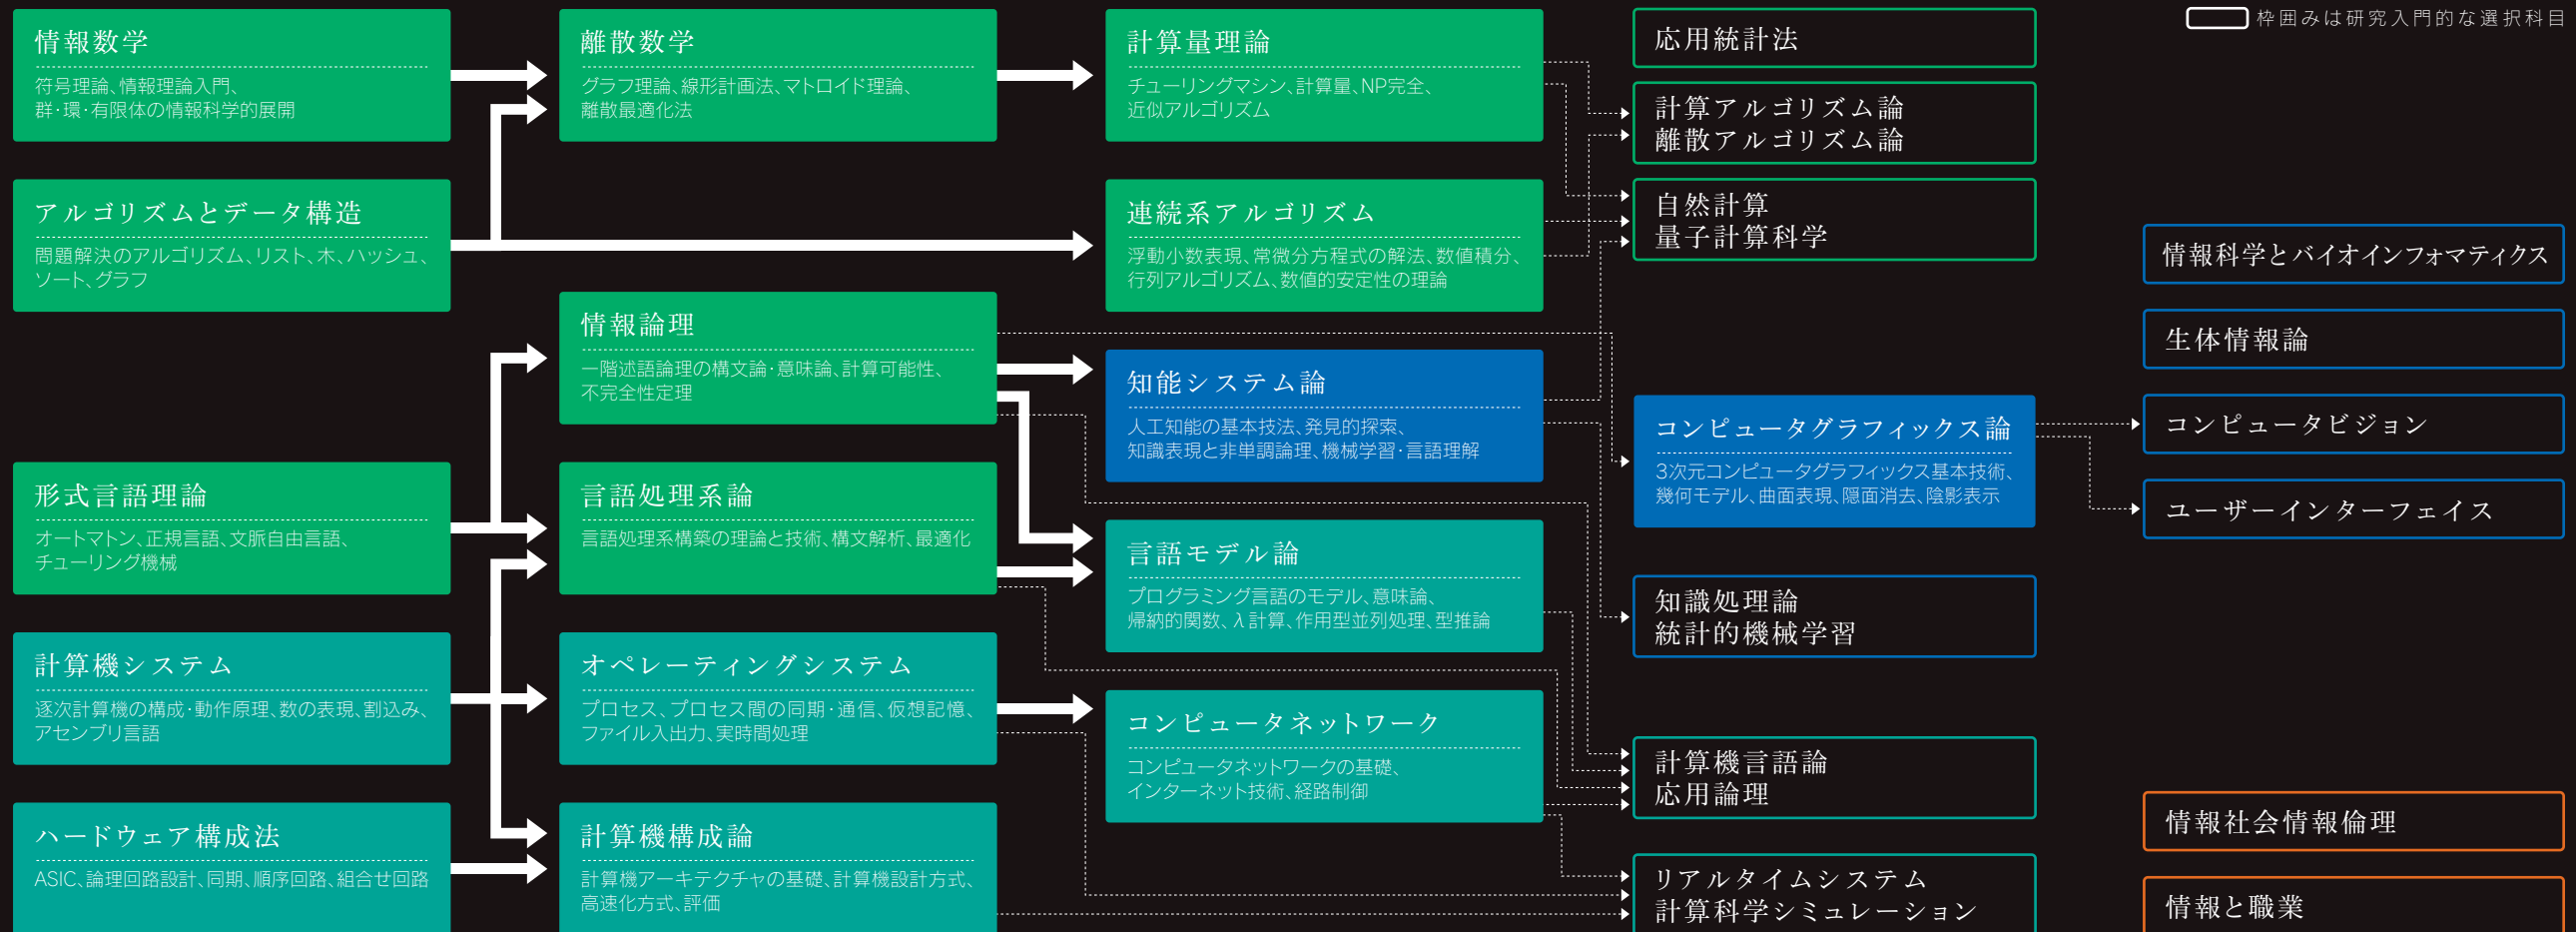 情報数学
符号理論、情報理論入門、
群・環・有限体の情報科学的展開
離散数学
グラフ理論、線形計画法、マトロイド理論、
離散最適化法
計算量理論
チューリングマシン、計算量、NP完全、
近似アルゴリズム
応用統計法
枠囲みは研究入門的な選択科目
計算アルゴリズム論
離散アルゴリズム論
アルゴリズムとデータ構造
問題解決のアルゴリズム、リスト、木、ハッシュ、
ソート、グラフ
連続系アルゴリズム
浮動小数表現、常微分方程式の解法、数値積分、
行列アルゴリズム、数値的安定性の理論
自然計算
量子計算科学
情報科学とバイオインフォマティクス
情報論理
一階述語論理の構文論・意味論、計算可能性、
不完全性定理
知能システム論
人工知能の基本技法、発見的探索、
知識表現と非単調論理、機械学習・言語理解
生体情報論
コンピュータグラフィックス論
3次元コンピュータグラフィックス基本技術、
幾何モデル、曲面表現、隠面消去、陰影表示
コンピュータビジョン
ユーザーインターフェイス
形式言語理論
オートマトン、正規言語、文脈自由言語、
チューリング機械
言語処理系論
言語処理系構築の理論と技術、構文解析、最適化
言語モデル論
プログラミング言語のモデル、意味論、
帰納的関数、λ計算、作用型並列処理、型推論
知識処理論
統計的機械学習
計算機システム
逐次計算機の構成・動作原理、数の表現、割込み、
アセンブリ言語
オペレーティングシステム
プロセス、プロセス間の同期・通信、仮想記憶、
ファイル入出力、実時間処理
コンピュータネットワーク
コンピュータネットワークの基礎、
インターネット技術、経路制御
計算機言語論
応用論理
情報社会情報倫理
ハードウェア構成法
ASIC、論理回路設計、同期、順序回路、組合せ回路
計算機構成論
計算機アーキテクチャの基礎、計算機設計方式、
高速化方式、評価
リアルタイムシステム
計算科学シミュレーション
情報と職業